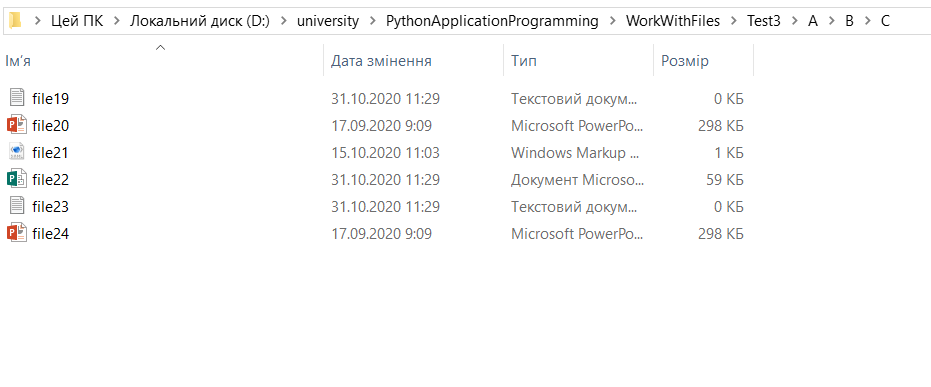 Цей ПК > Локальний диск (D:) > university > PythonApplicationProgramming > WorkWithFiles > Test3 > A > B > C
Ім'я Дата змінення Тип Розмір
file19 31.10.2020 11:29 Текстовий докум... 0 КБ
file20 17.09.2020 9:09 Microsoft PowerPo... 298 КБ
file21 15.10.2020 11:03 Windows Markup ... 1 КБ
file22 31.10.2020 11:29 Документ Microso... 59 КБ
file23 31.10.2020 11:29 Текстовий докум... 0 КБ
file24 17.09.2020 9:09 Microsoft PowerPo... 298 КБ